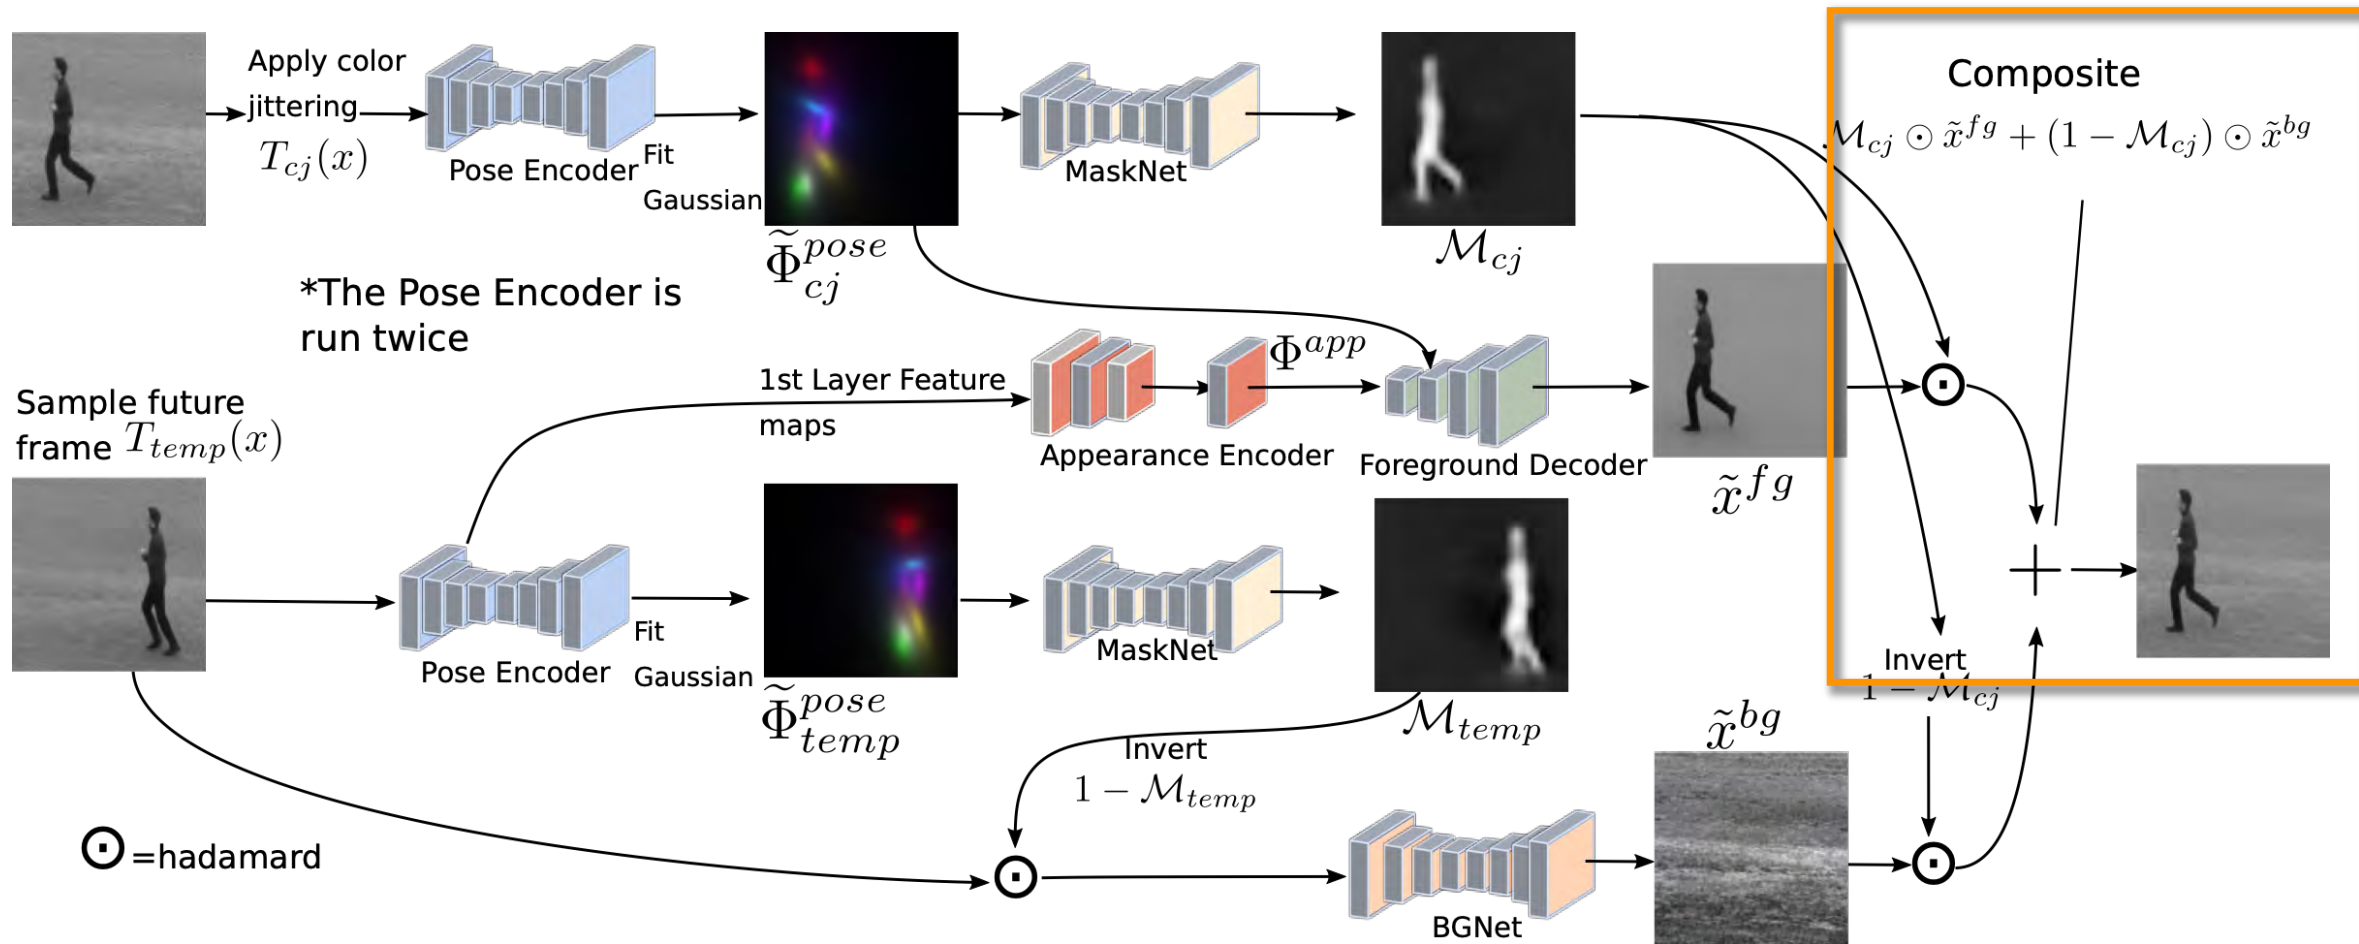 Apply color
jittering
T_{cj}(x)
Pose Encoder
Fit
Gaussian
\tilde{Φ}^{pose}_{cj}
MaskNet
ℳ_{cj}
Composite
ℳ_{cj} ⊙ x̃^{fg} + (1 − ℳ_{cj}) ⊙ x̃^{bg}
*The Pose Encoder is
run twice
1st Layer Feature
maps
Appearance Encoder
Φ^{app}
Foreground Decoder
x̃^{fg}
Sample future
frame T_{temp}(x)
Pose Encoder
Fit
Gaussian
\tilde{Φ}^{pose}_{temp}
MaskNet
ℳ_{temp}
Invert
1 − ℳ_{temp}
Invert
1 − ℳ_{cj}
x̃^{bg}
BGNet
⊙=hadamard